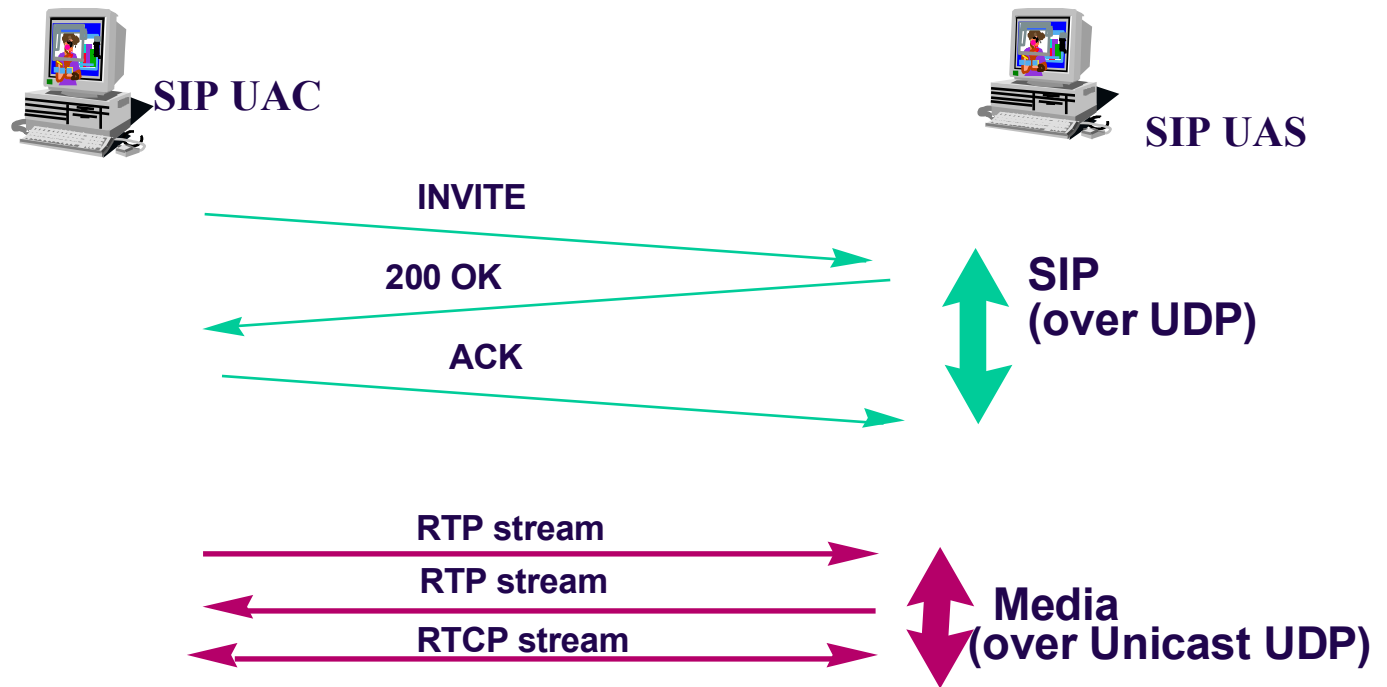 SIP UAC
SIP UAS
INVITE
200 OK
SIP
(over UDP)
ACK
RTP stream
RTP stream
Media
(over Unicast UDP)
RTCP stream